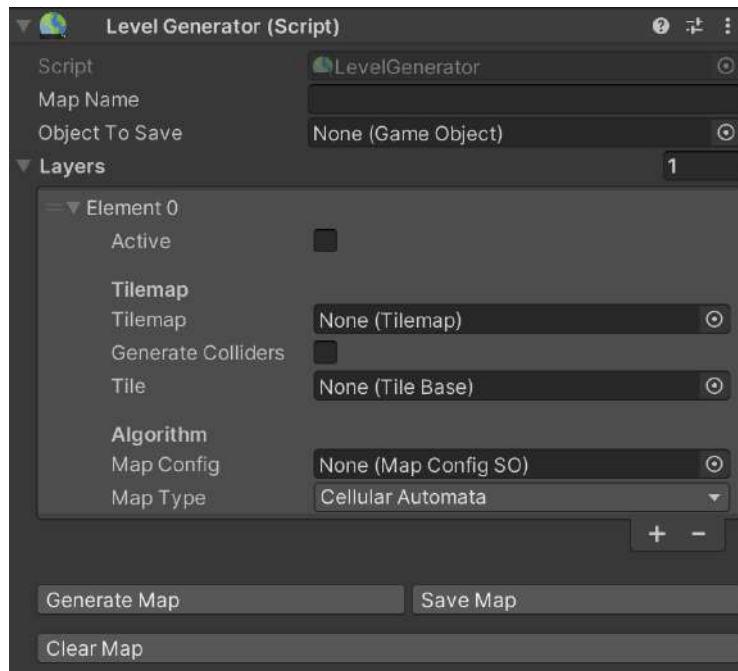 Level Generator (Script)
Script LevelGenerator
Map Name
Object To Save None (Game Object)
Layers 1
Element 0
Active
Tilemap
Tilemap None (Tilemap)
Generate Colliders
Tile None (Tile Base)
Algorithm
Map Config None (Map Config SO)
Map Type Cellular Automata
+ −
Generate Map Save Map
Clear Map